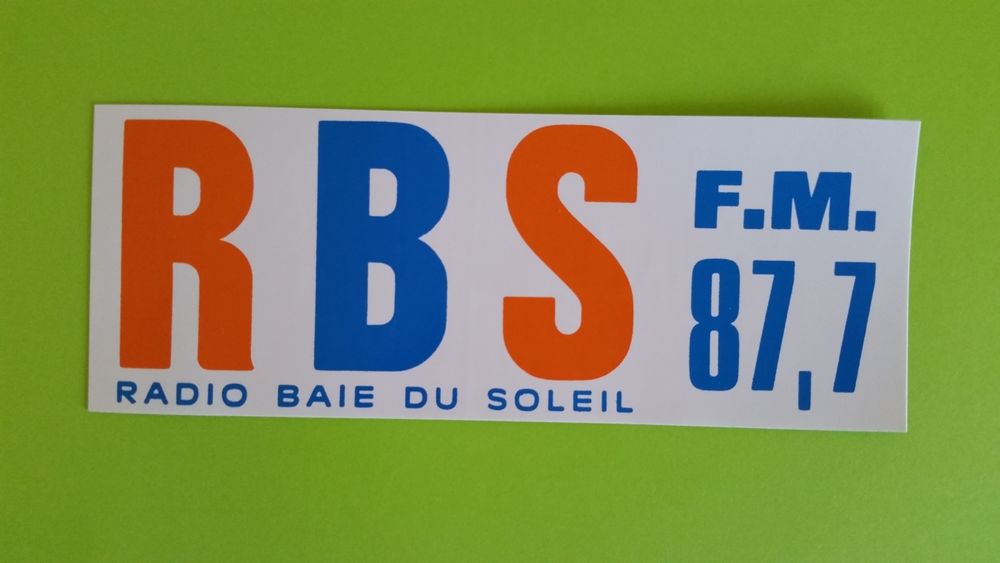 RBS
RADIO BAIE DU SOLEIL
F.M.
87,7